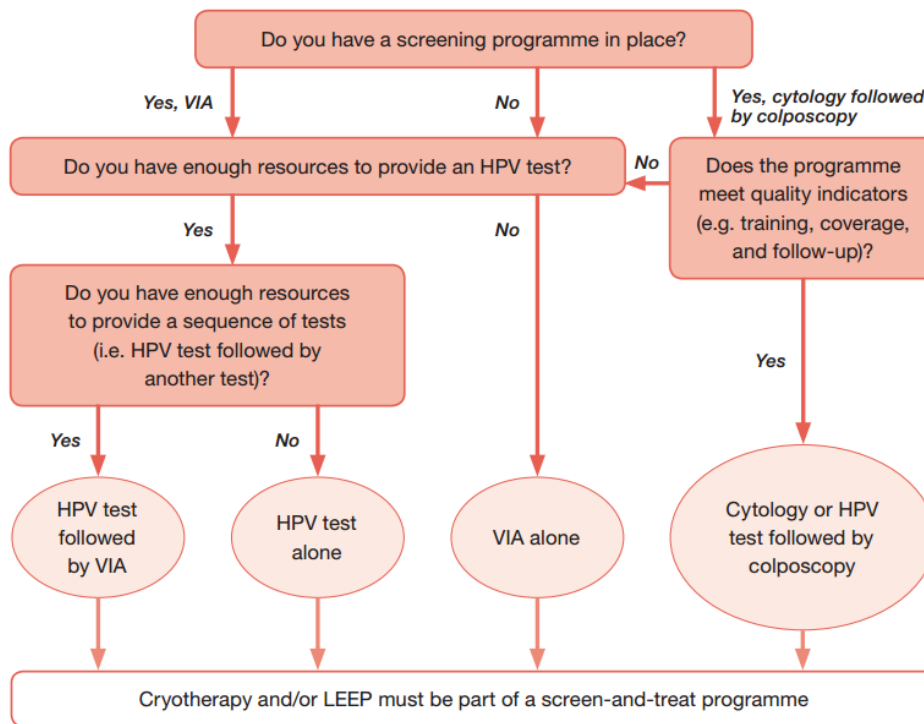 Do you have a screening programme in place?
Yes, VIA
No
Yes, cytology followed
by colposcopy
Do you have enough resources to provide an HPV test?
No
Does the programme
meet quality indicators
(e.g. training, coverage,
and follow-up)?
Yes
No
Do you have enough resources
to provide a sequence of tests
(i.e. HPV test followed by
another test)?
Yes
Yes
No
HPV test
followed
by VIA
HPV test
alone
VIA alone
Cytology or HPV
test followed by
colposcopy
Cryotherapy and/or LEEP must be part of a screen-and-treat programme